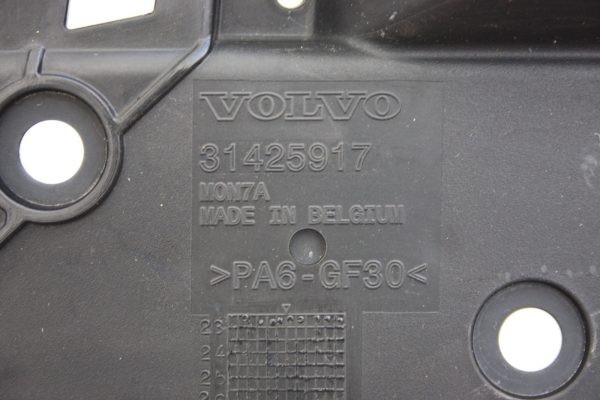 VOLVO
31425917
MON7A
MADE IN BELGIUM
>PA6-GF30<
23
24
25